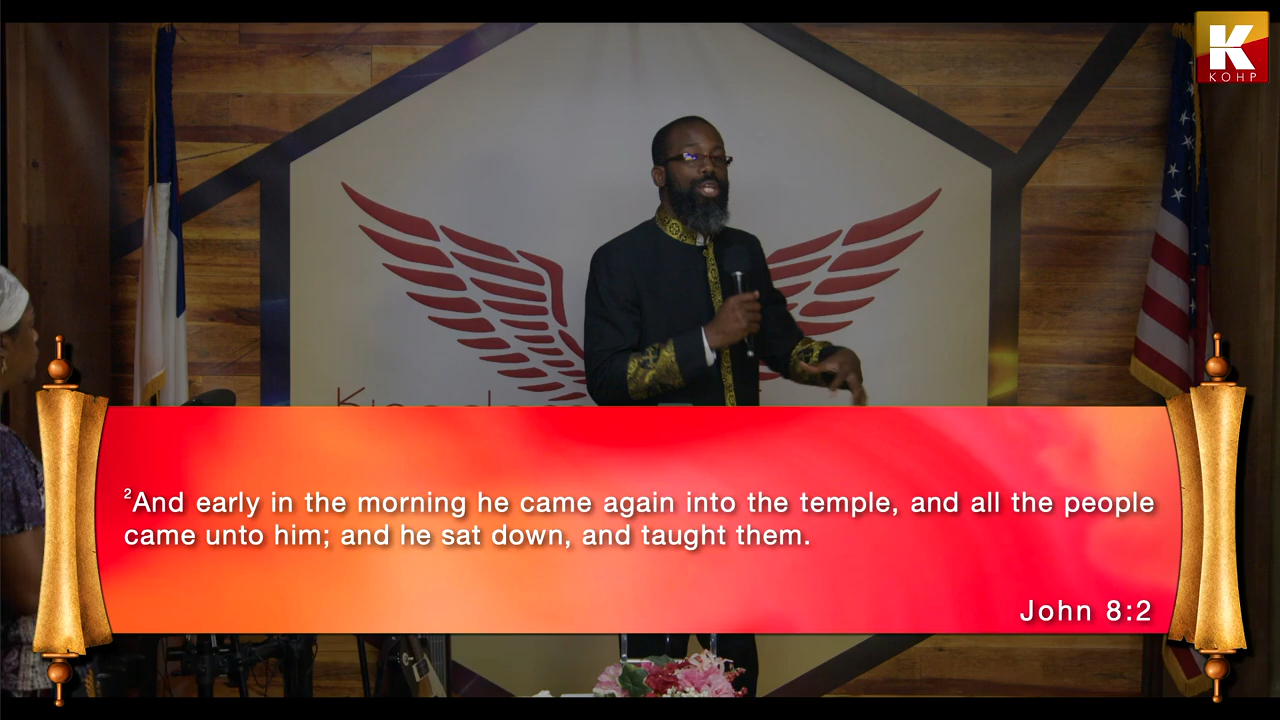 K
KOHP
²And early in the morning he came again into the temple, and all the people
came unto him; and he sat down, and taught them.
John 8:2